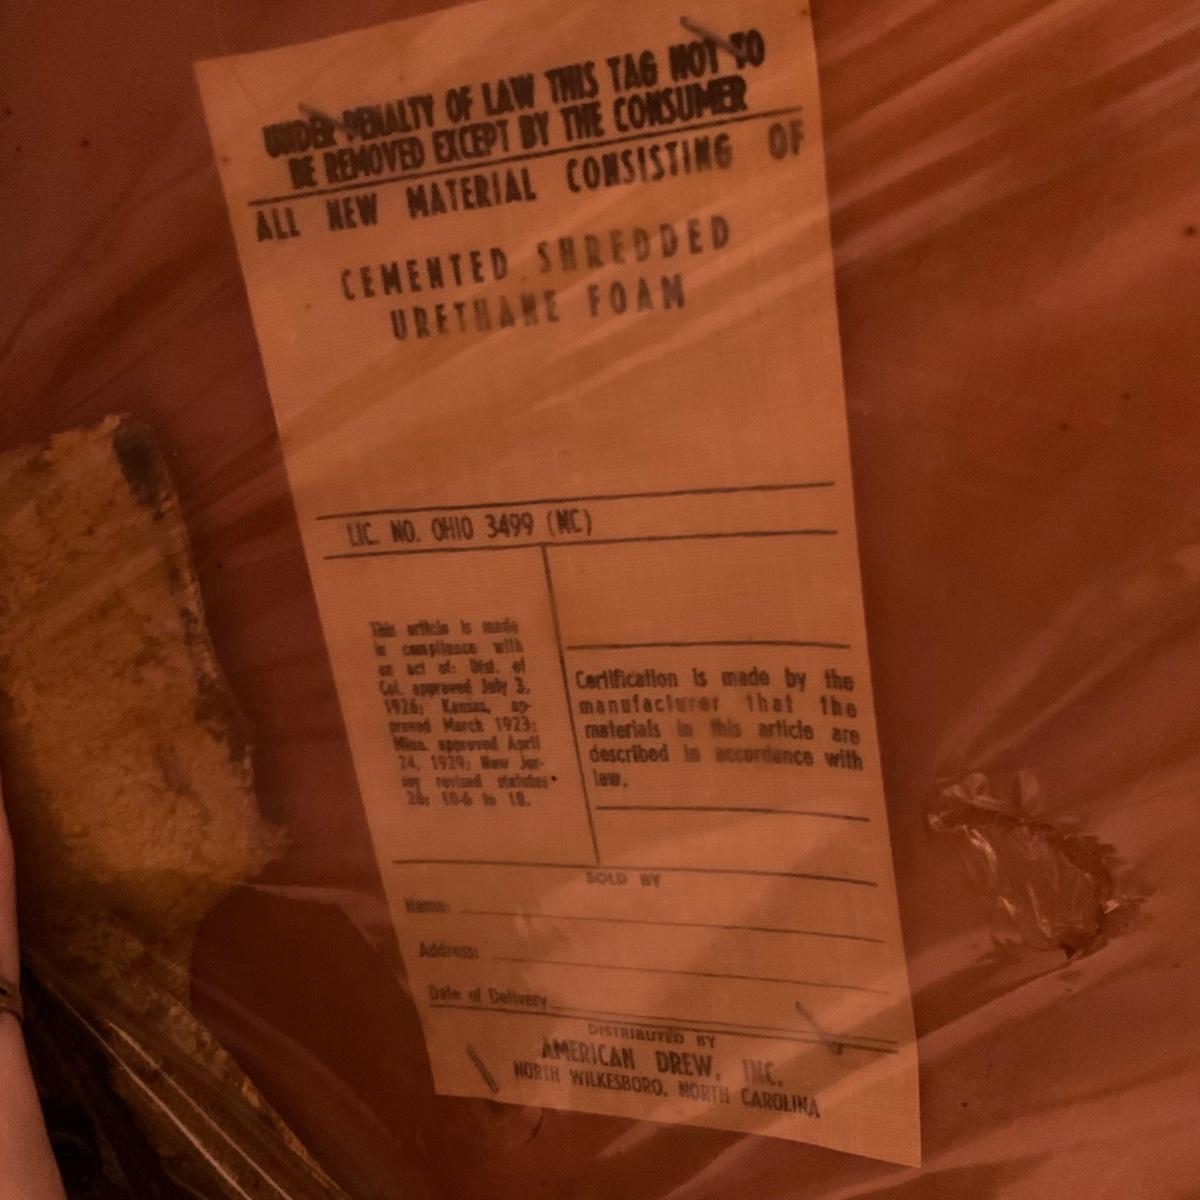 UNDER PENALTY OF LAW THIS TAG NOT TO
BE REMOVED EXCEPT BY THE CONSUMER
ALL NEW MATERIAL CONSISTING OF
CEMENTED SHREDDED
URETHANE FOAM
LIC. NO. OHIO 3499 (NC)
This article is made
in compliance with
an act of: Dist. of
Col. approved July 3,
1926; Kansas, ap-
proved March 1923;
Minn. approved April
24, 1929; New Jer-
sey revised statutes
26; 10-6 to 18.
Certification is made by the
manufacturer that the
materials in this article are
described in accordance with
law.
SOLD BY
Name:
Address:
Date of Delivery
DISTRIBUTED BY
AMERICAN DREW, INC.
NORTH WILKESBORO, NORTH CAROLINA